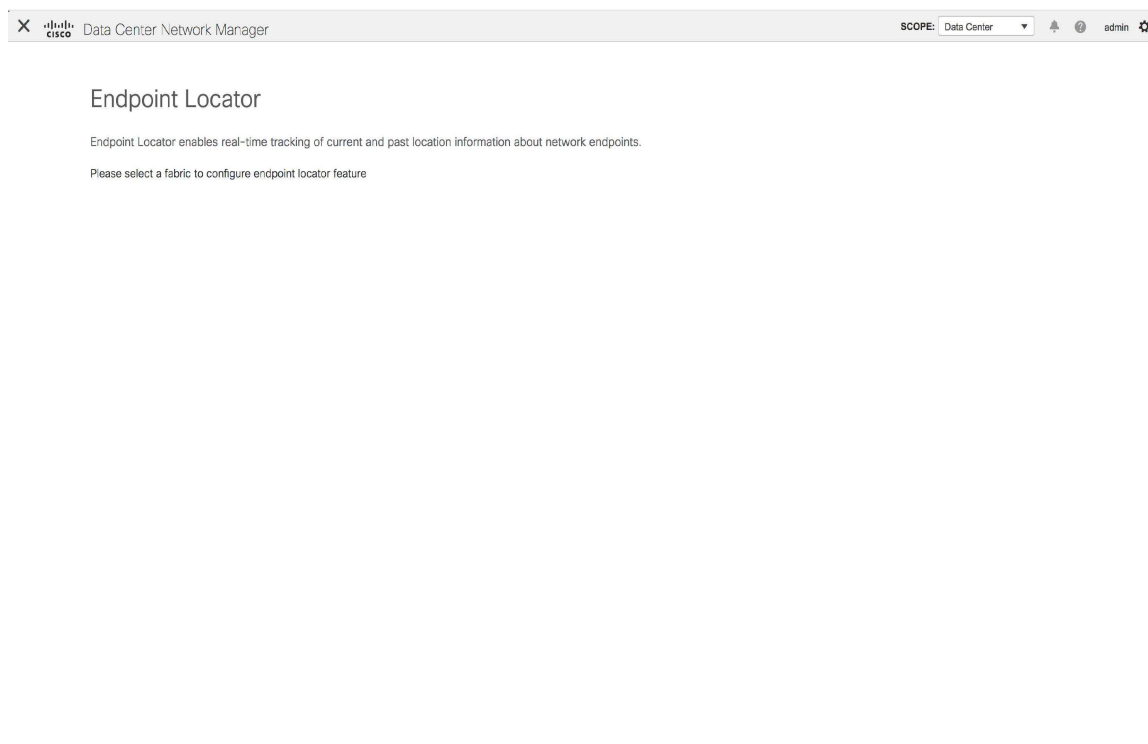 cisco Data Center Network Manager SCOPE: Data Center admin
Endpoint Locator
Endpoint Locator enables real-time tracking of current and past location information about network endpoints.
Please select a fabric to configure endpoint locator feature